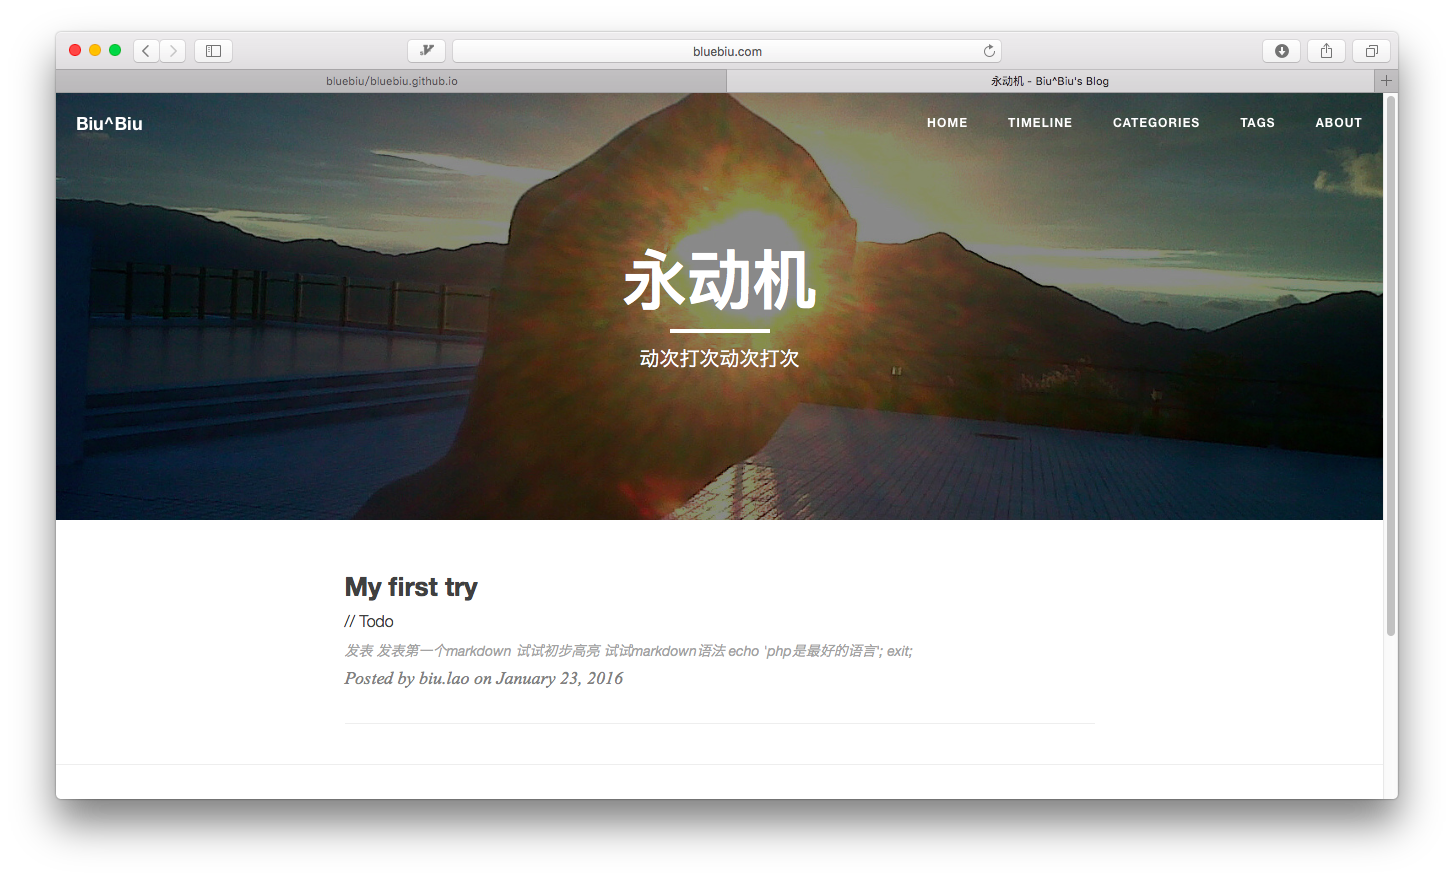 bluebiu.com
bluebiu/bluebiu.github.io
永动机 - Biu^Biu's Blog
Biu^Biu
HOME
TIMELINE
CATEGORIES
TAGS
ABOUT
永动机
动次打次动次打次
My first try
// Todo
发表 发表第一个markdown 试试初步高亮 试试markdown语法 echo 'php是最好的语言'; exit;
Posted by biu.lao on January 23, 2016